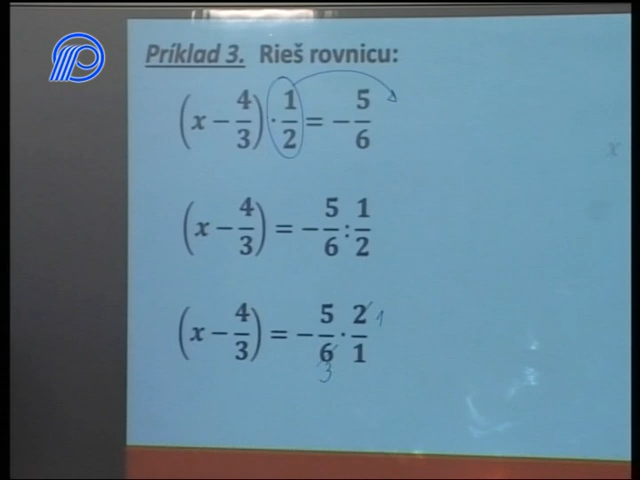 Príklad 3. Rieš rovnicu:
(x − 4/3) · 1/2 = − 5/6
(x − 4/3) = − 5/6 : 1/2
(x − 4/3) = − 5/6 · 2/1 1
3
x